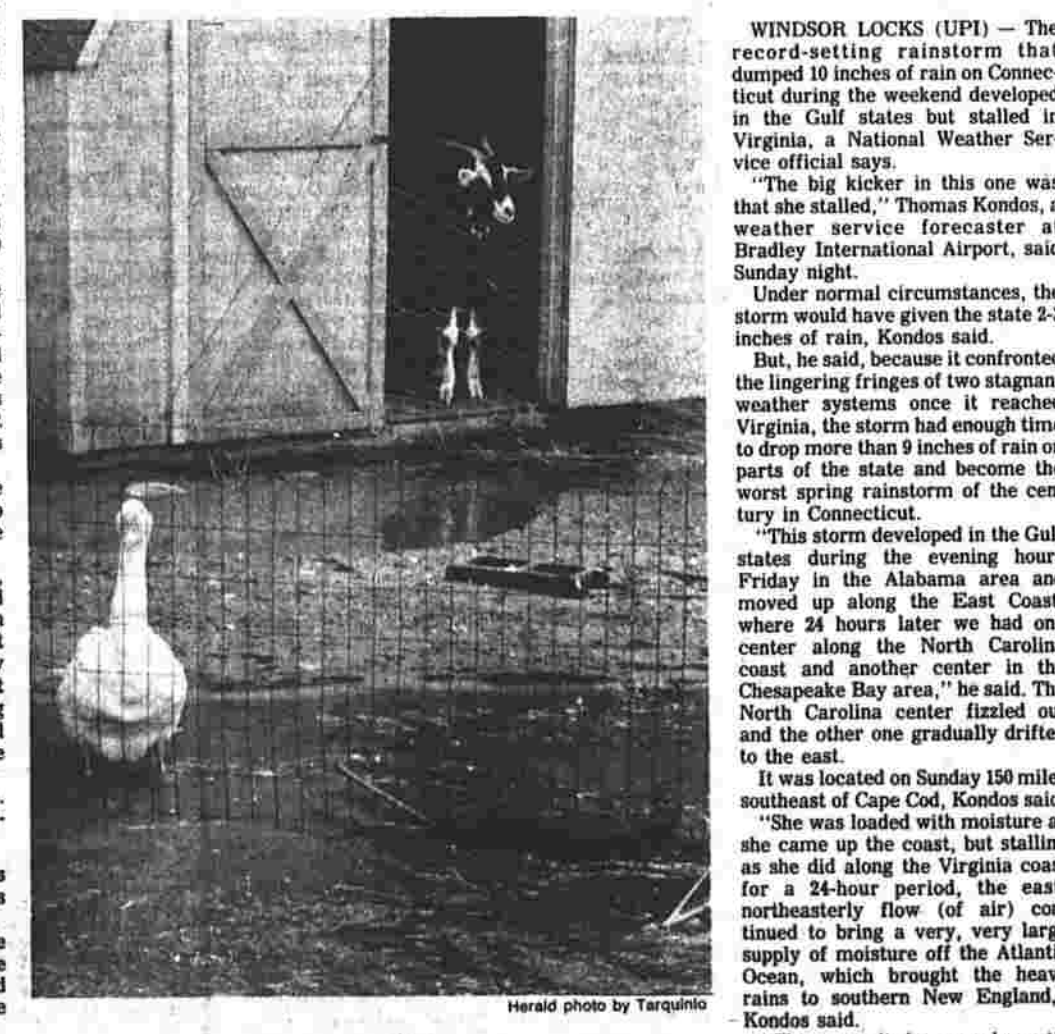 Herald photo by Tarquinio
WINDSOR LOCKS (UPI) — The
record-setting rainstorm that
dumped 10 inches of rain on Connec-
ticut during the weekend developed
in the Gulf states but stalled in
Virginia, a National Weather Ser-
vice official says.
"The big kicker in this one was
that she stalled," Thomas Kondos, a
weather service forecaster at
Bradley International Airport, said
Sunday night.
Under normal circumstances, the
storm would have given the state 2-
inches of rain, Kondos said.
But, he said, because it confronted
the lingering fringes of two stagnan
weather systems once it reached
Virginia, the storm had enough time
to drop more than 9 inches of rain on
parts of the state and become the
worst spring rainstorm of the cen
tury in Connecticut.
"This storm developed in the Gul
states during the evening hour
Friday in the Alabama area an
moved up along the East Coast
where 24 hours later we had on
center along the North Carolin
coast and another center in th
Chesapeake Bay area," he said. Th
North Carolina center fizzled ou
and the other one gradually drifte
to the east.
It was located on Sunday 150 mile
southeast of Cape Cod, Kondos said
"She was loaded with moisture a
she came up the coast, but stallin
as she did along the Virginia coas
for a 24-hour period, the east
northeasterly flow (of air) con
tinued to bring a very, very larg
supply of moisture off the Atlanti
Ocean, which brought the heav
rains to southern New England,
Kondos said.